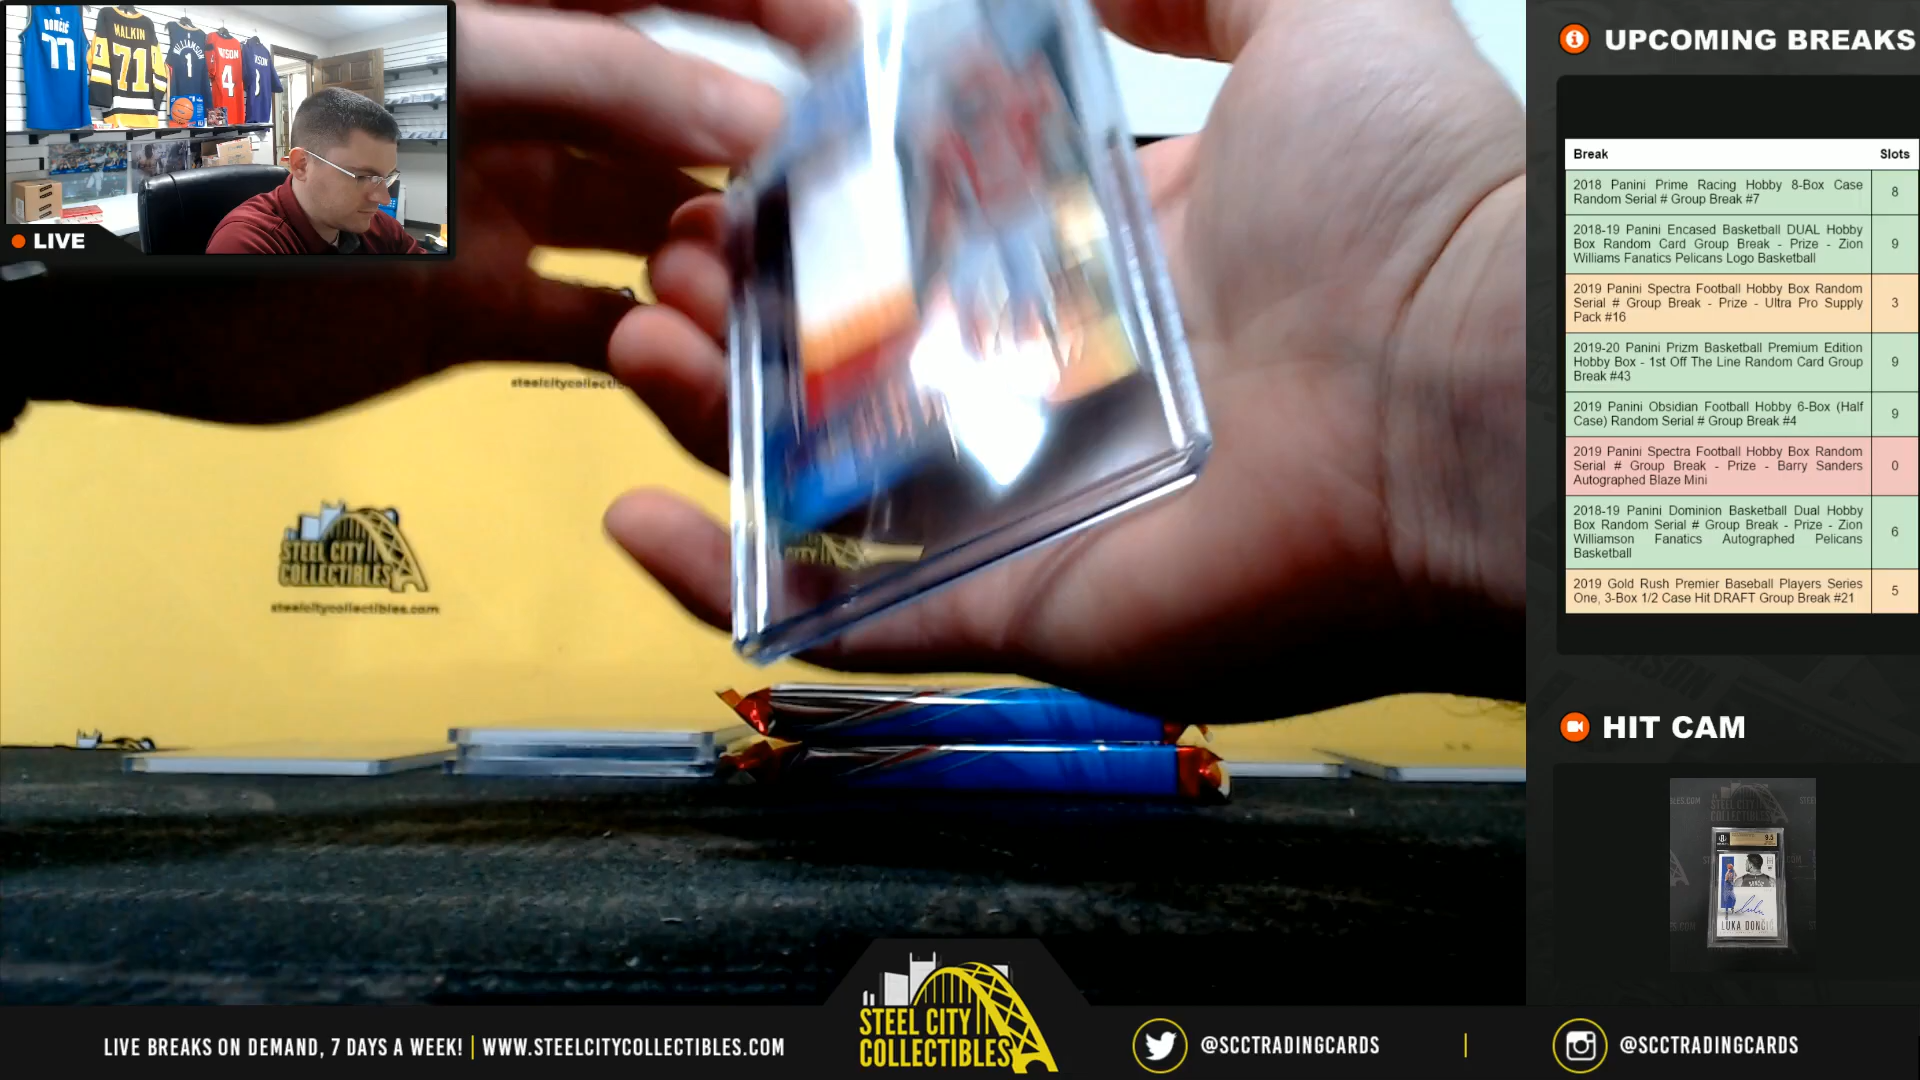 DONČIĆ
77
MALKIN
71
WILLIAMSON
1
4
LIVE
steelcitycollecti
STEEL CITY
COLLECTIBLES
steelcitycollectibles.com
UPCOMING BREAKS
Break Slots
2018 Panini Prime Racing Hobby 8-Box Case
Random Serial # Group Break #7
8
2018-19 Panini Encased Basketball DUAL Hobby
Box Random Card Group Break - Prize - Zion
Williams Fanatics Pelicans Logo Basketball
9
2019 Panini Spectra Football Hobby Box Random
Serial # Group Break - Prize - Ultra Pro Supply
Pack #16
3
2019-20 Panini Prizm Basketball Premium Edition
Hobby Box - 1st Off The Line Random Card Group
Break #43
9
2019 Panini Obsidian Football Hobby 6-Box (Half
Case) Random Serial # Group Break #4
9
2019 Panini Spectra Football Hobby Box Random
Serial # Group Break - Prize - Barry Sanders
Autographed Blaze Mini
0
2018-19 Panini Dominion Basketball Dual Hobby
Box Random Serial # Group Break - Prize - Zion
Williamson Fanatics Autographed Pelicans
Basketball
6
2019 Gold Rush Premier Baseball Players Series
One, 3-Box 1/2 Case Hit DRAFT Group Break #21
5
HIT CAM
9.5
LUKA DONČIĆ
LIVE BREAKS ON DEMAND, 7 DAYS A WEEK! | WWW.STEELCITYCOLLECTIBLES.COM
STEEL CITY
COLLECTIBLES
@SCCTRADINGCARDS | @SCCTRADINGCARDS